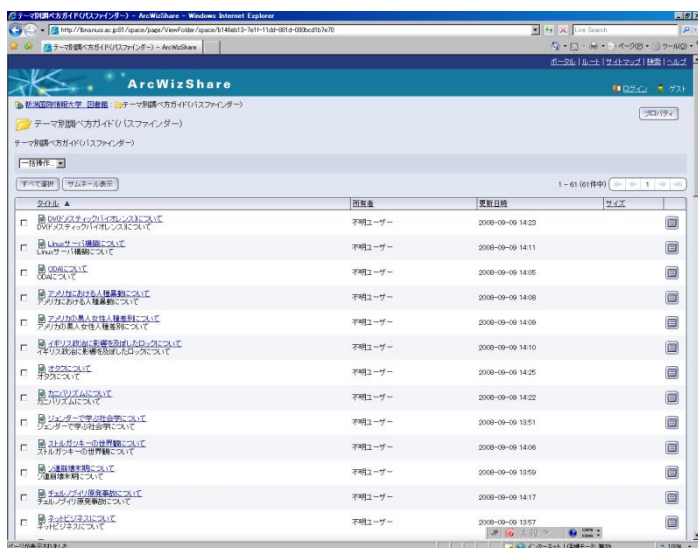 テーマ別調べ方ガイド(パスファインダー) - ArcWizShare - Windows Internet Explorer
テーマ別調べ方ガイド(パスファインダー) - ArcWizShare
Live Search
ページ(P)
ツール(O)
ポータル | ルート | サイトマップ | 検索 | ヘルプ
ArcWizShare
ログイン ゲスト
新潟国際情報大学 図書館 : テーマ別調べ方ガイド(パスファインダー)
プロパティ
テーマ別調べ方ガイド(パスファインダー)
テーマ別調べ方ガイド(パスファインダー)
一括操作...
すべて選択 サムネール表示 1 - 61 (61件中) 1
タイトル ▲ 所有者 更新日時 サイズ
DV(ドメスティックバイオレンス)について
DV(ドメスティックバイオレンス)について 不明ユーザー 2008-09-09 14:23
Linuxサーバ構築について
Linuxサーバ構築について 不明ユーザー 2008-09-09 14:11
ODAについて
ODAについて 不明ユーザー 2008-09-09 14:05
アメリカにおける人種暴動について
アメリカにおける人種暴動について 不明ユーザー 2008-09-09 14:08
アメリカの黒人女性人種差別について
アメリカの黒人女性人種差別について 不明ユーザー 2008-09-09 14:09
イギリス政治に影響を及ぼしたロックについて
イギリス政治に影響を及ぼしたロックについて 不明ユーザー 2008-09-09 14:10
オタクについて
オタクについて 不明ユーザー 2008-09-09 14:25
カニバリズムについて
カニバリズムについて 不明ユーザー 2008-09-09 14:22
ジェンダーで学ぶ社会学について
ジェンダーで学ぶ社会学について 不明ユーザー 2008-09-09 13:51
ストルガツキーの世界観について
ストルガツキーの世界観について 不明ユーザー 2008-09-09 14:06
ソ連崩壊末期について
ソ連崩壊末期について 不明ユーザー 2008-09-09 13:59
チェルノブイリ原発事故について
チェルノブイリ原発事故について 不明ユーザー 2008-09-09 14:17
ネットビジネスについて
ネットビジネスについて 不明ユーザー 2008-09-09 13:57
ページが表示されました
インターネット | 保護モード: 無効 100%